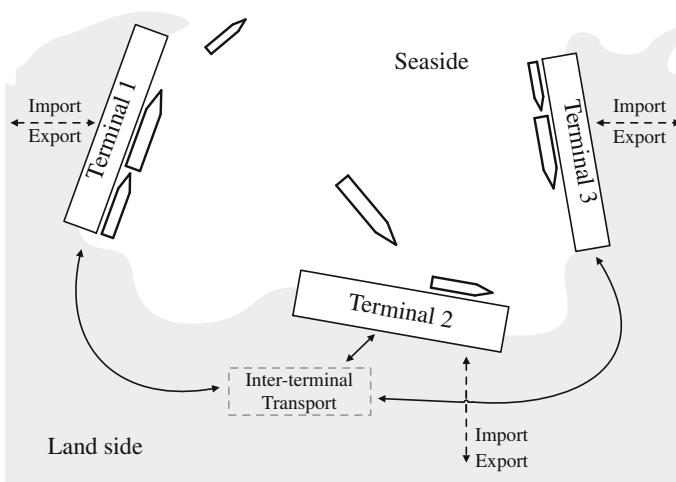 Seaside
Import
Export
Terminal 1
Import
Export
Terminal 3
Terminal 2
Inter-terminal
Transport
Import
Export
Land side